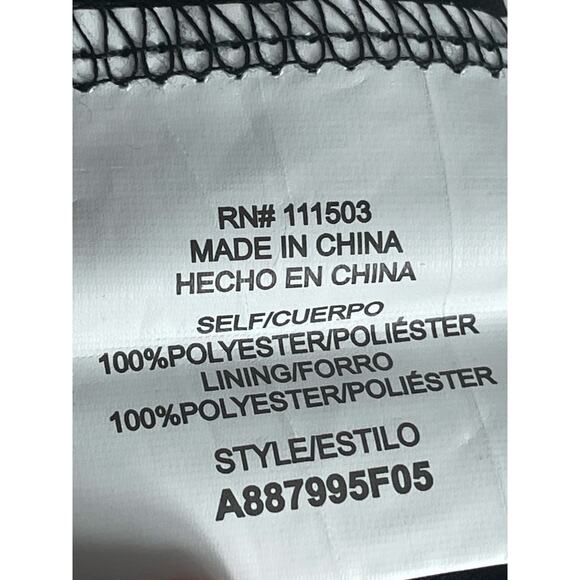 RN# 111503
MADE IN CHINA
HECHO EN CHINA
SELF/CUERPO
100%POLYESTER/POLIÉSTER
LINING/FORRO
100%POLYESTER/POLIÉSTER
STYLE/ESTILO
A887995F05